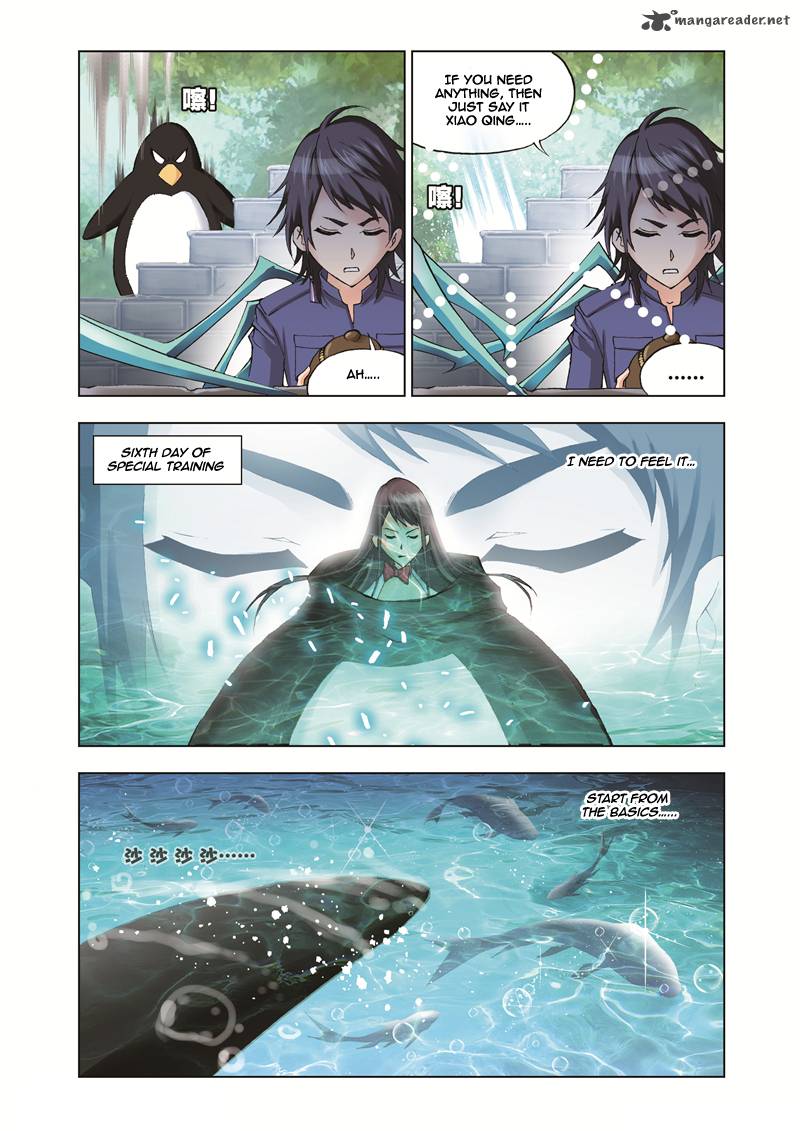 mangareader.net
嚓!
AH.....
IF YOU NEED
ANYTHING, THEN
JUST SAY IT
XIAO QING.....
嚓!
......
SIXTH DAY OF
SPECIAL TRAINING
I NEED TO FEEL IT...
START FROM
THE BASICS......
沙 沙 沙 沙......